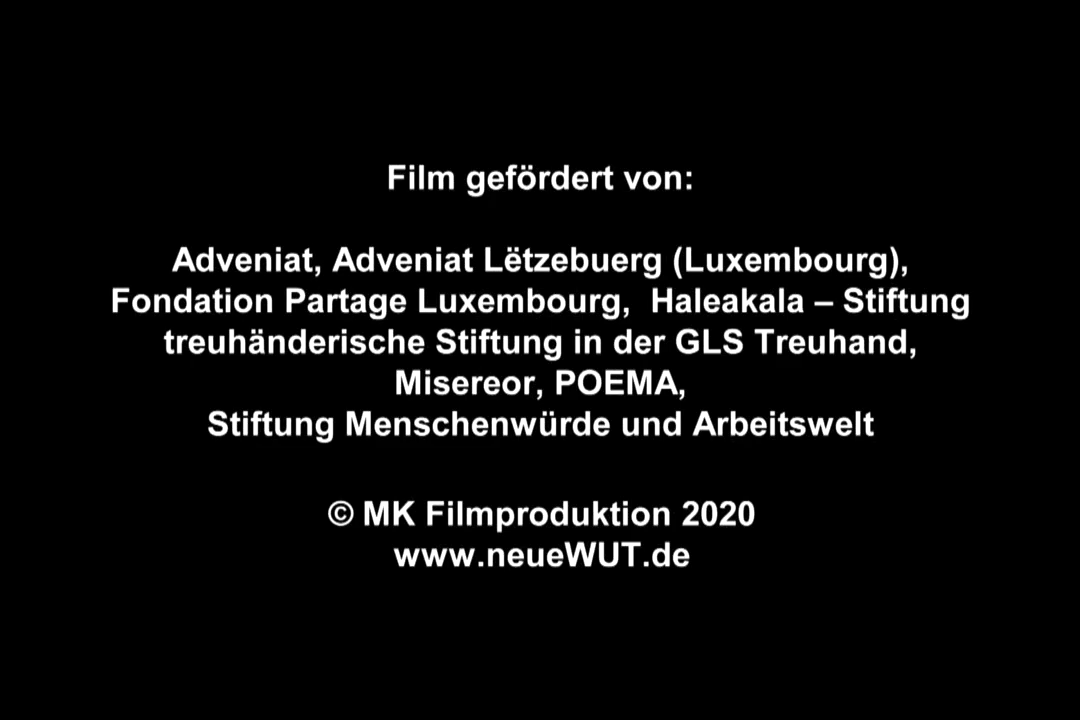 Film gefördert von:
Adveniat, Adveniat Lëtzebuerg (Luxembourg),
Fondation Partage Luxembourg,  Haleakala – Stiftung
treuhänderische Stiftung in der GLS Treuhand,
Misereor, POEMA,
Stiftung Menschenwürde und Arbeitswelt
© MK Filmproduktion 2020
www.neueWUT.de